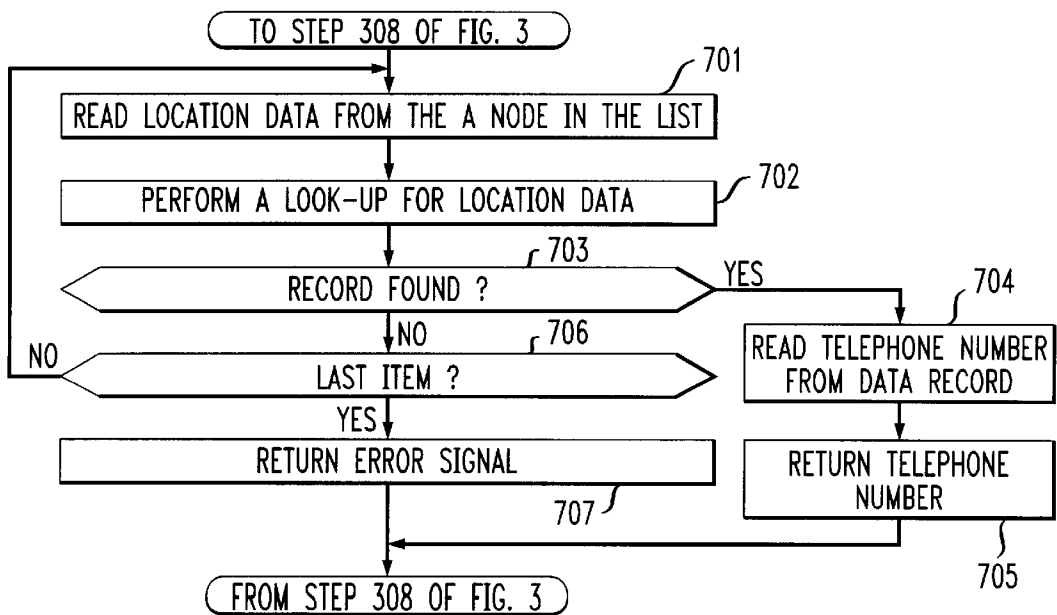 TO STEP 308 OF FIG. 3
701
READ LOCATION DATA FROM THE A NODE IN THE LIST
702
PERFORM A LOOK-UP FOR LOCATION DATA
703
RECORD FOUND ?
YES
704
NO
706
READ TELEPHONE NUMBER
FROM DATA RECORD
NO
LAST ITEM ?
YES
RETURN ERROR SIGNAL
707
RETURN TELEPHONE
NUMBER
705
FROM STEP 308 OF FIG. 3